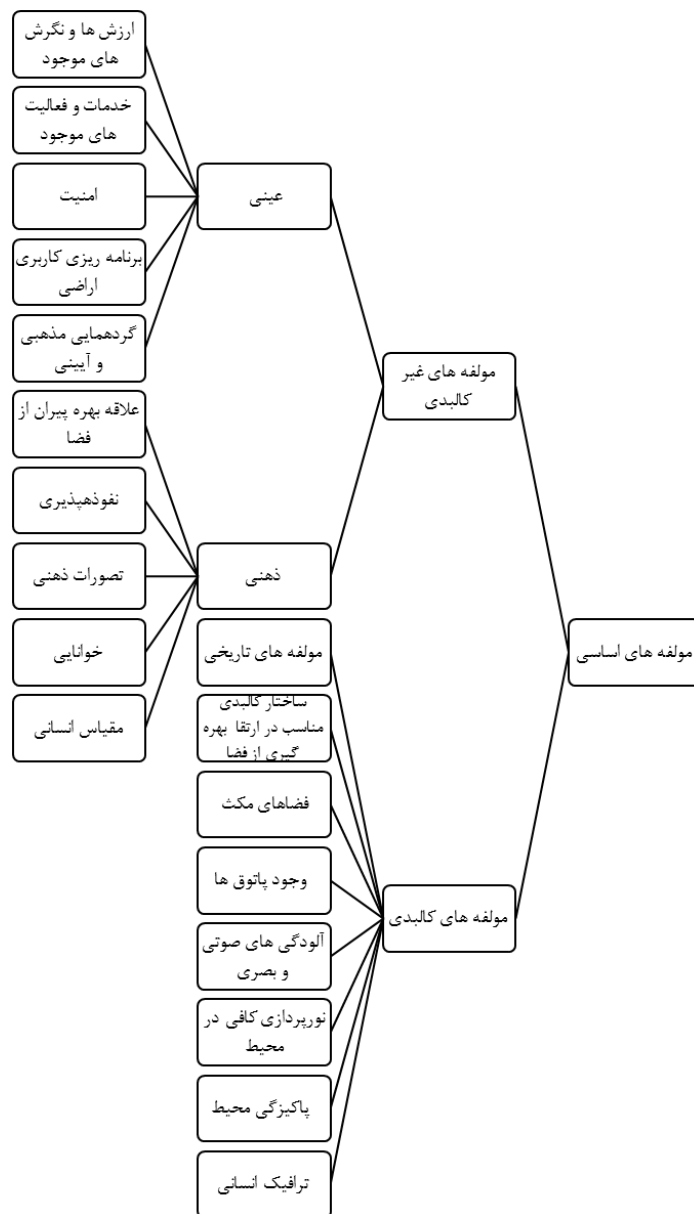 مولفه های اساسی
مولفه های غیر
کالبدی
عینی
ارزش ها و نگرش
های موجود
خدمات و فعالیت
های موجود
امنیت
برنامه ریزی کاربری
اراضی
گردهمایی مذهبی
و آیینی
ذهنی
علاقه بهره پیران از
فضا
نفوذهپذیری
تصورات ذهنی
خوانایی
مقیاس انسانی
مولفه های کالبدی
مولفه های تاریخی
ساختار کالبدی
مناسب در ارتقا بهره
گیری از فضا
فضاهای مکث
وجود پاتوق ها
آلودگی های صوتی
و بصری
نورپردازی کافی در
محیط
پاکیزگی محیط
ترافیک انسانی